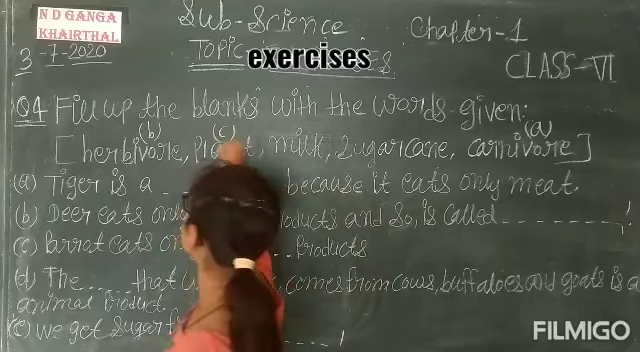 N D GANGA
KHAIRTHAL
Sub-Science
Chapter-1
3-7-2020
TOPIC exercises
CLASS-VI
Q4 Fill up the blanks with the words given:
(b) (c) (a)
[herbivore, plant, milk, sugarcane, carnivore]
(a) Tiger is a _ because it eats only meat.
(b) Deer eats products and so, is called -------
(c) Parrot eats .. Products
(d) The ..... that comes from cows, buffaloes and goats is a
animal product.
(e) we get sugar ----!
FILMIGO